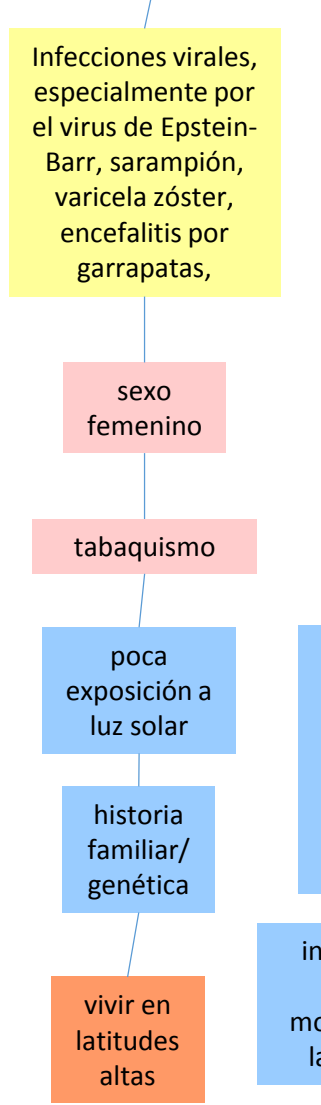 Infecciones virales,
especialmente por
el virus de Epstein-
Barr, sarampión,
varicela zóster,
encefalitis por
garrapatas,
sexo
femenino
tabaquismo
poca
exposición a
luz solar
historia
familiar/
genética
vivir en
latitudes
altas